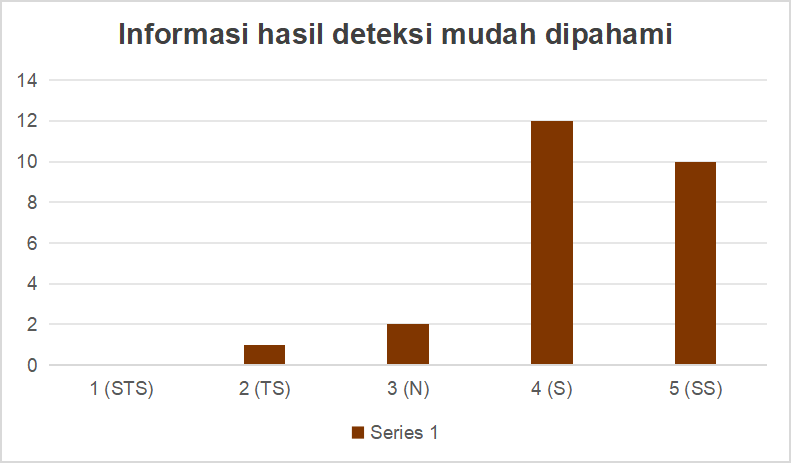 Informasi hasil deteksi mudah dipahami
14
12
10
8
6
4
2
0
1 (STS) 2 (TS) 3 (N) 4 (S) 5 (SS)
Series 1